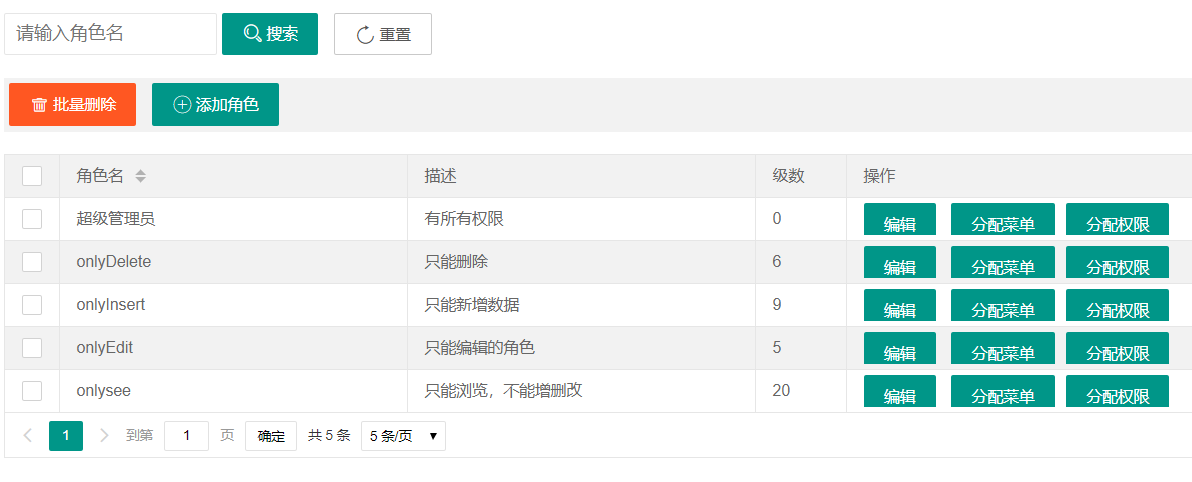 请输入角色名 搜索 重置
批量删除 添加角色
角色名 描述 级数 操作
超级管理员 有所有权限 0 编辑 分配菜单 分配权限
onlyDelete 只能删除 6 编辑 分配菜单 分配权限
onlyInsert 只能新增数据 9 编辑 分配菜单 分配权限
onlyEdit 只能编辑的角色 5 编辑 分配菜单 分配权限
onlysee 只能浏览，不能增删改 20 编辑 分配菜单 分配权限
1 到第 1 页 确定 共 5 条 5 条/页